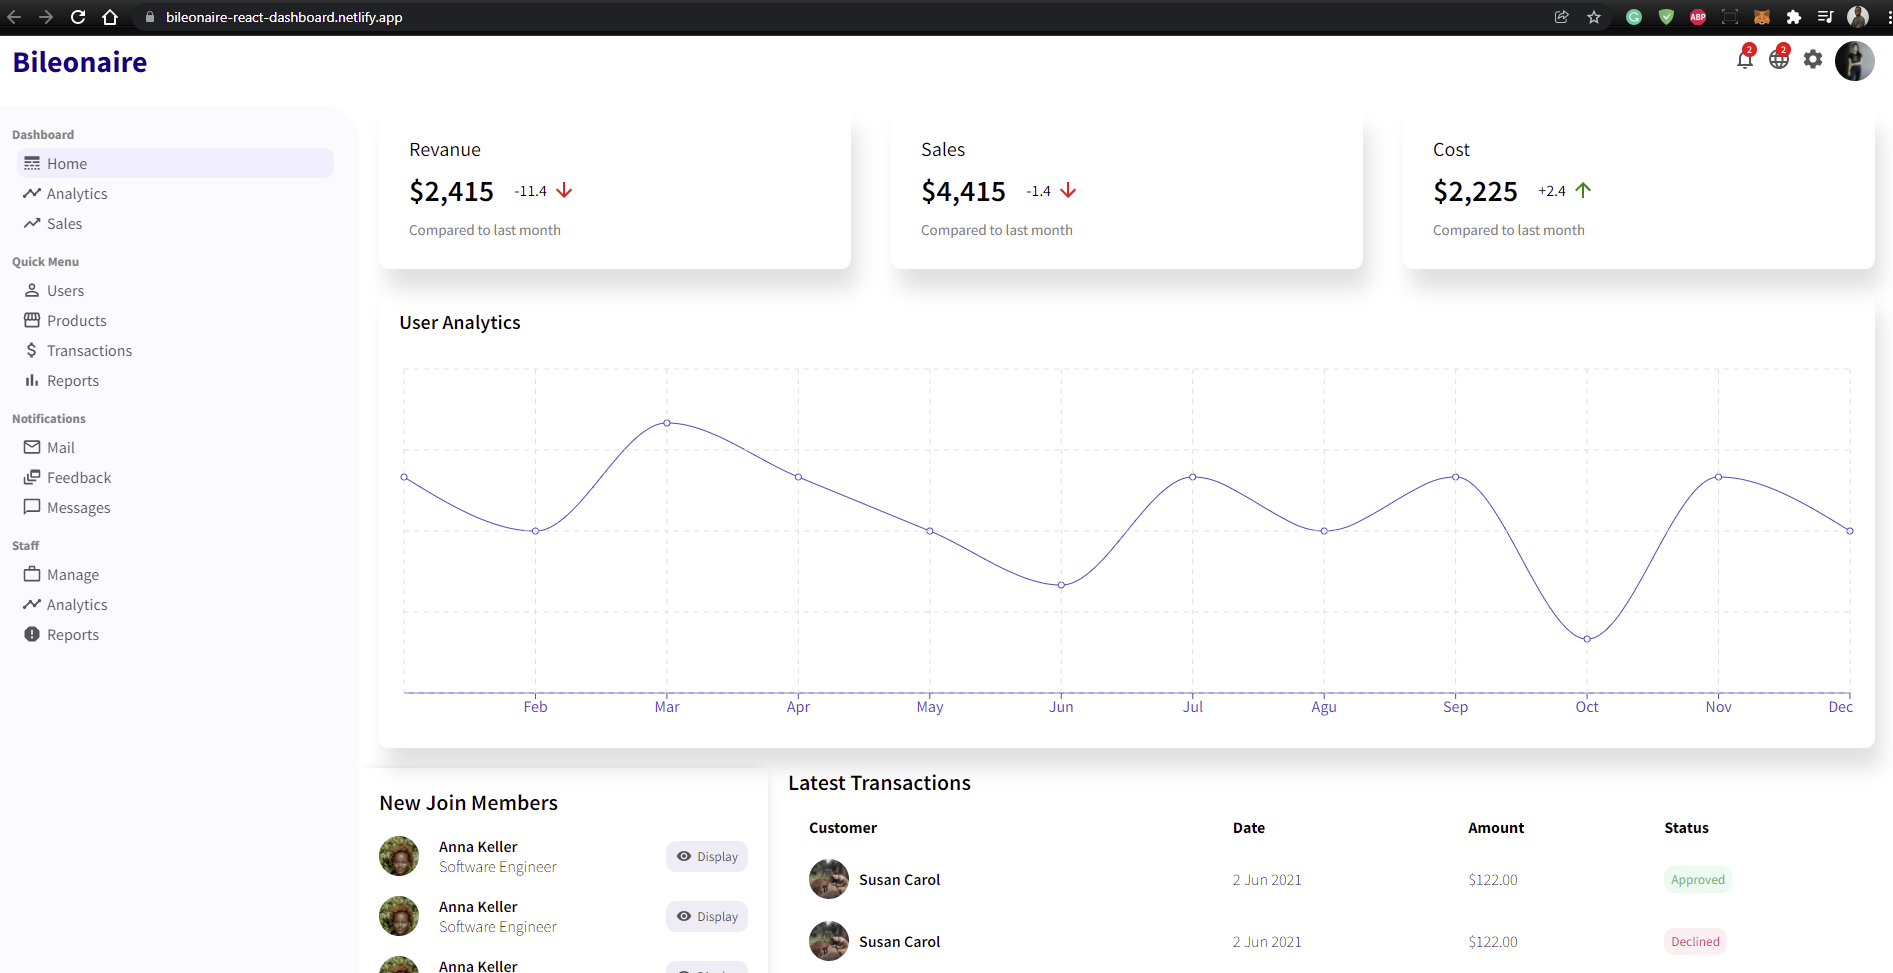 bileonaire-react-dashboard.netlify.app
ABP
Bileonaire
2
2
Dashboard
Home
Analytics
Sales
Quick Menu
Users
Products
Transactions
Reports
Notifications
Mail
Feedback
Messages
Staff
Manage
Analytics
Reports
Revanue
$2,415 -11.4
Compared to last month
Sales
$4,415 -1.4
Compared to last month
Cost
$2,225 +2.4
Compared to last month
User Analytics
Feb Mar Apr May Jun Jul Agu Sep Oct Nov Dec
New Join Members
Anna Keller
Software Engineer
Display
Anna Keller
Software Engineer
Display
Anna Keller
Latest Transactions
Customer Date Amount Status
Susan Carol 2 Jun 2021 $122.00 Approved
Susan Carol 2 Jun 2021 $122.00 Declined